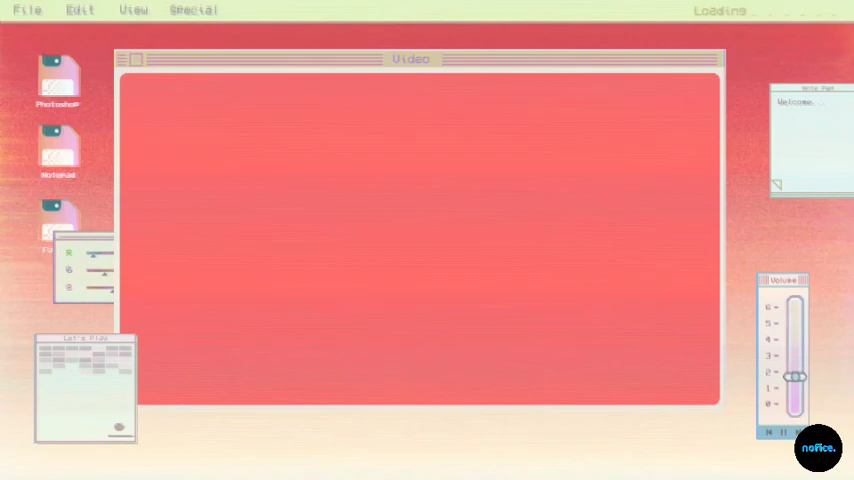 File Edit View Special
Loading......
Video
Photoshop
Notepad
Note Pad
Welcome...
R
G
Let's Play
Volume
6
5
4
3
2
1
0
nofice.